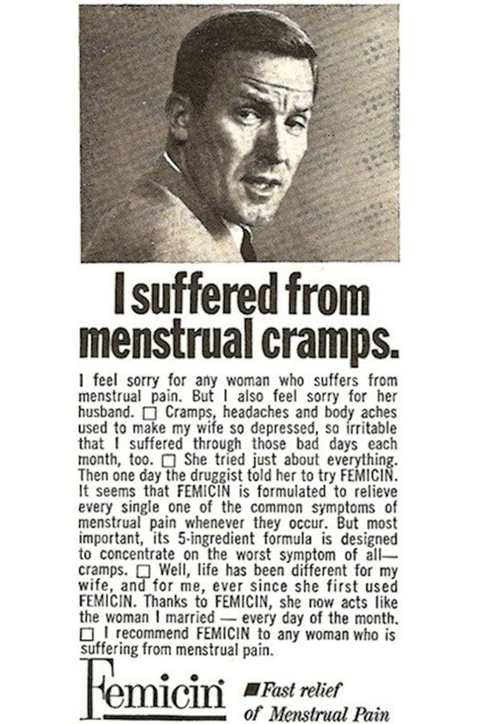 I suffered from
menstrual cramps.
I feel sorry for any woman who suffers from
menstrual pain. But I also feel sorry for her
husband. □ Cramps, headaches and body aches
used to make my wife so depressed, so irritable
that I suffered through those bad days each
month, too. □ She tried just about everything.
Then one day the druggist told her to try FEMICIN.
It seems that FEMICIN is formulated to relieve
every single one of the common symptoms of
menstrual pain whenever they occur. But most
important, its 5-ingredient formula is designed
to concentrate on the worst symptom of all—
cramps. □ Well, life has been different for my
wife, and for me, ever since she first used
FEMICIN. Thanks to FEMICIN, she now acts like
the woman I married — every day of the month.
□ I recommend FEMICIN to any woman who is
suffering from menstrual pain.
Femicin
■ Fast relief
of Menstrual Pain